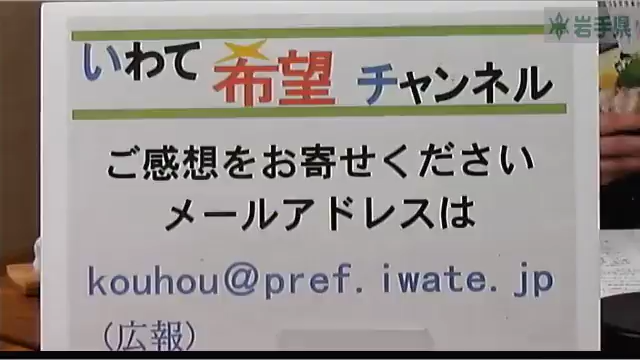 岩手県
いわて希望チャンネル
ご感想をお寄せください
メールアドレスは
kouhou@pref.iwate.jp
（広報）